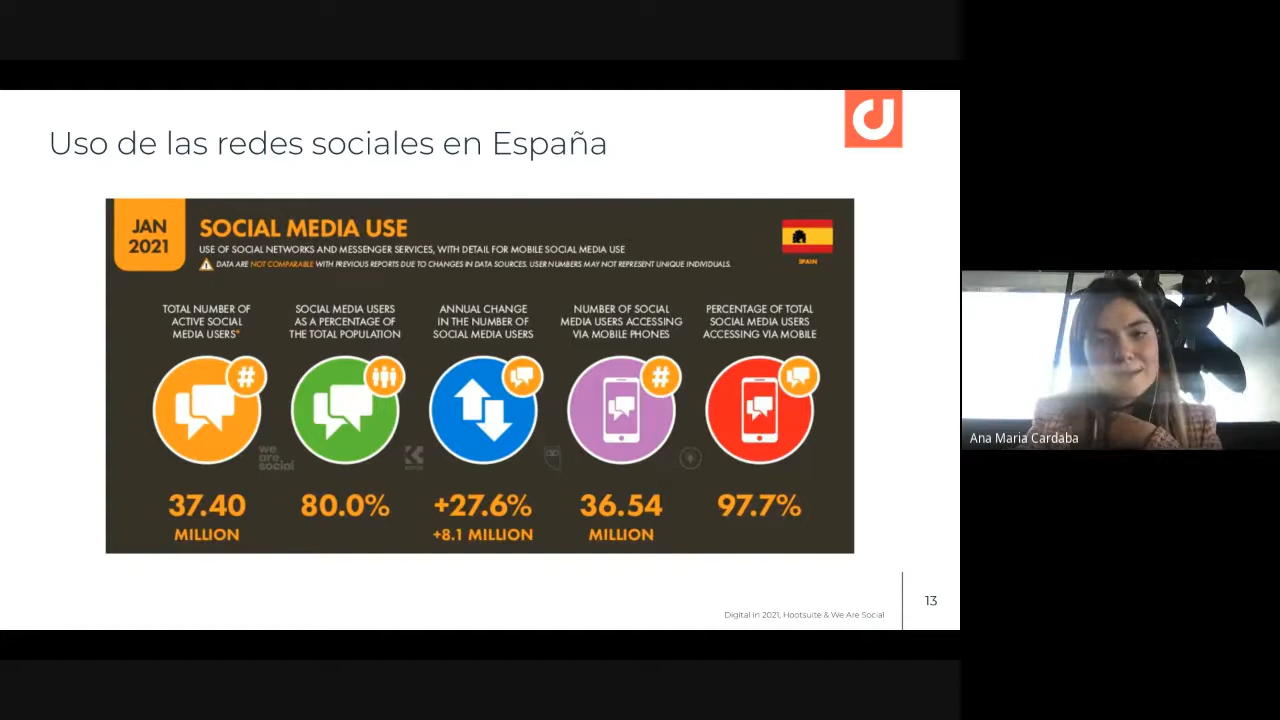 Uso de las redes sociales en España
JAN
2021
SOCIAL MEDIA USE
USE OF SOCIAL NETWORKS AND MESSENGER SERVICES, WITH DETAIL FOR MOBILE SOCIAL MEDIA USE
DATA ARE NOT COMPARABLE WITH PREVIOUS REPORTS DUE TO CHANGES IN DATA SOURCES. USER NUMBERS MAY NOT REPRESENT UNIQUE INDIVIDUALS.
SPAIN
TOTAL NUMBER OF
ACTIVE SOCIAL
MEDIA USERS*
#
37.40
MILLION
SOCIAL MEDIA USERS
AS A PERCENTAGE OF
THE TOTAL POPULATION
80.0%
ANNUAL CHANGE
IN THE NUMBER OF
SOCIAL MEDIA USERS
+27.6%
+8.1 MILLION
NUMBER OF SOCIAL
MEDIA USERS ACCESSING
VIA MOBILE PHONES
#
36.54
MILLION
PERCENTAGE OF TOTAL
SOCIAL MEDIA USERS
ACCESSING VIA MOBILE
97.7%
we
are
social
Digital in 2021, Hootsuite & We Are Social
13
Ana Maria Cardaba